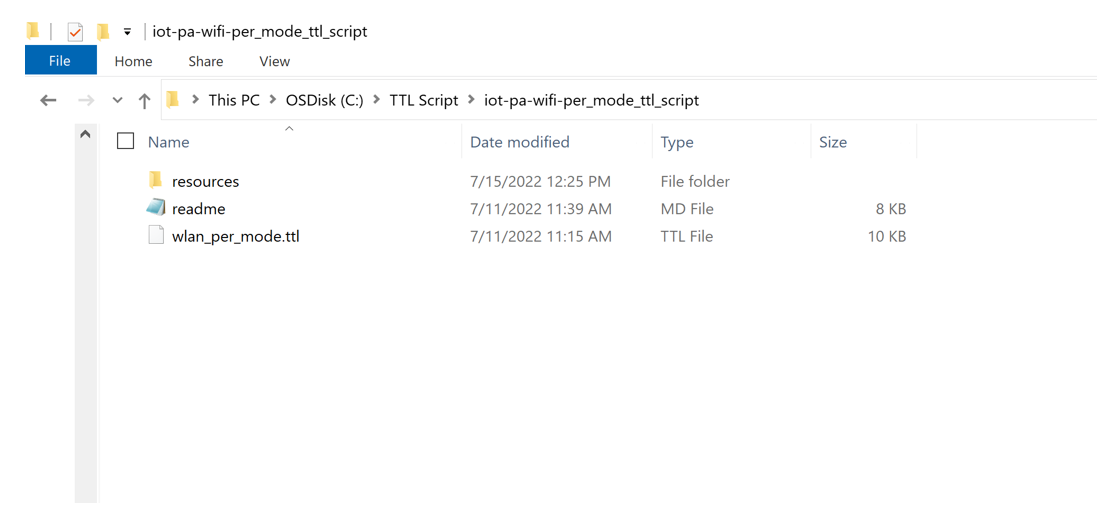 iot-pa-wifi-per_mode_ttl_script
File Home Share View
This PC > OSDisk (C:) > TTL Script > iot-pa-wifi-per_mode_ttl_script
Name Date modified Type Size
resources 7/15/2022 12:25 PM File folder
readme 7/11/2022 11:39 AM MD File 8 KB
wlan_per_mode.ttl 7/11/2022 11:15 AM TTL File 10 KB